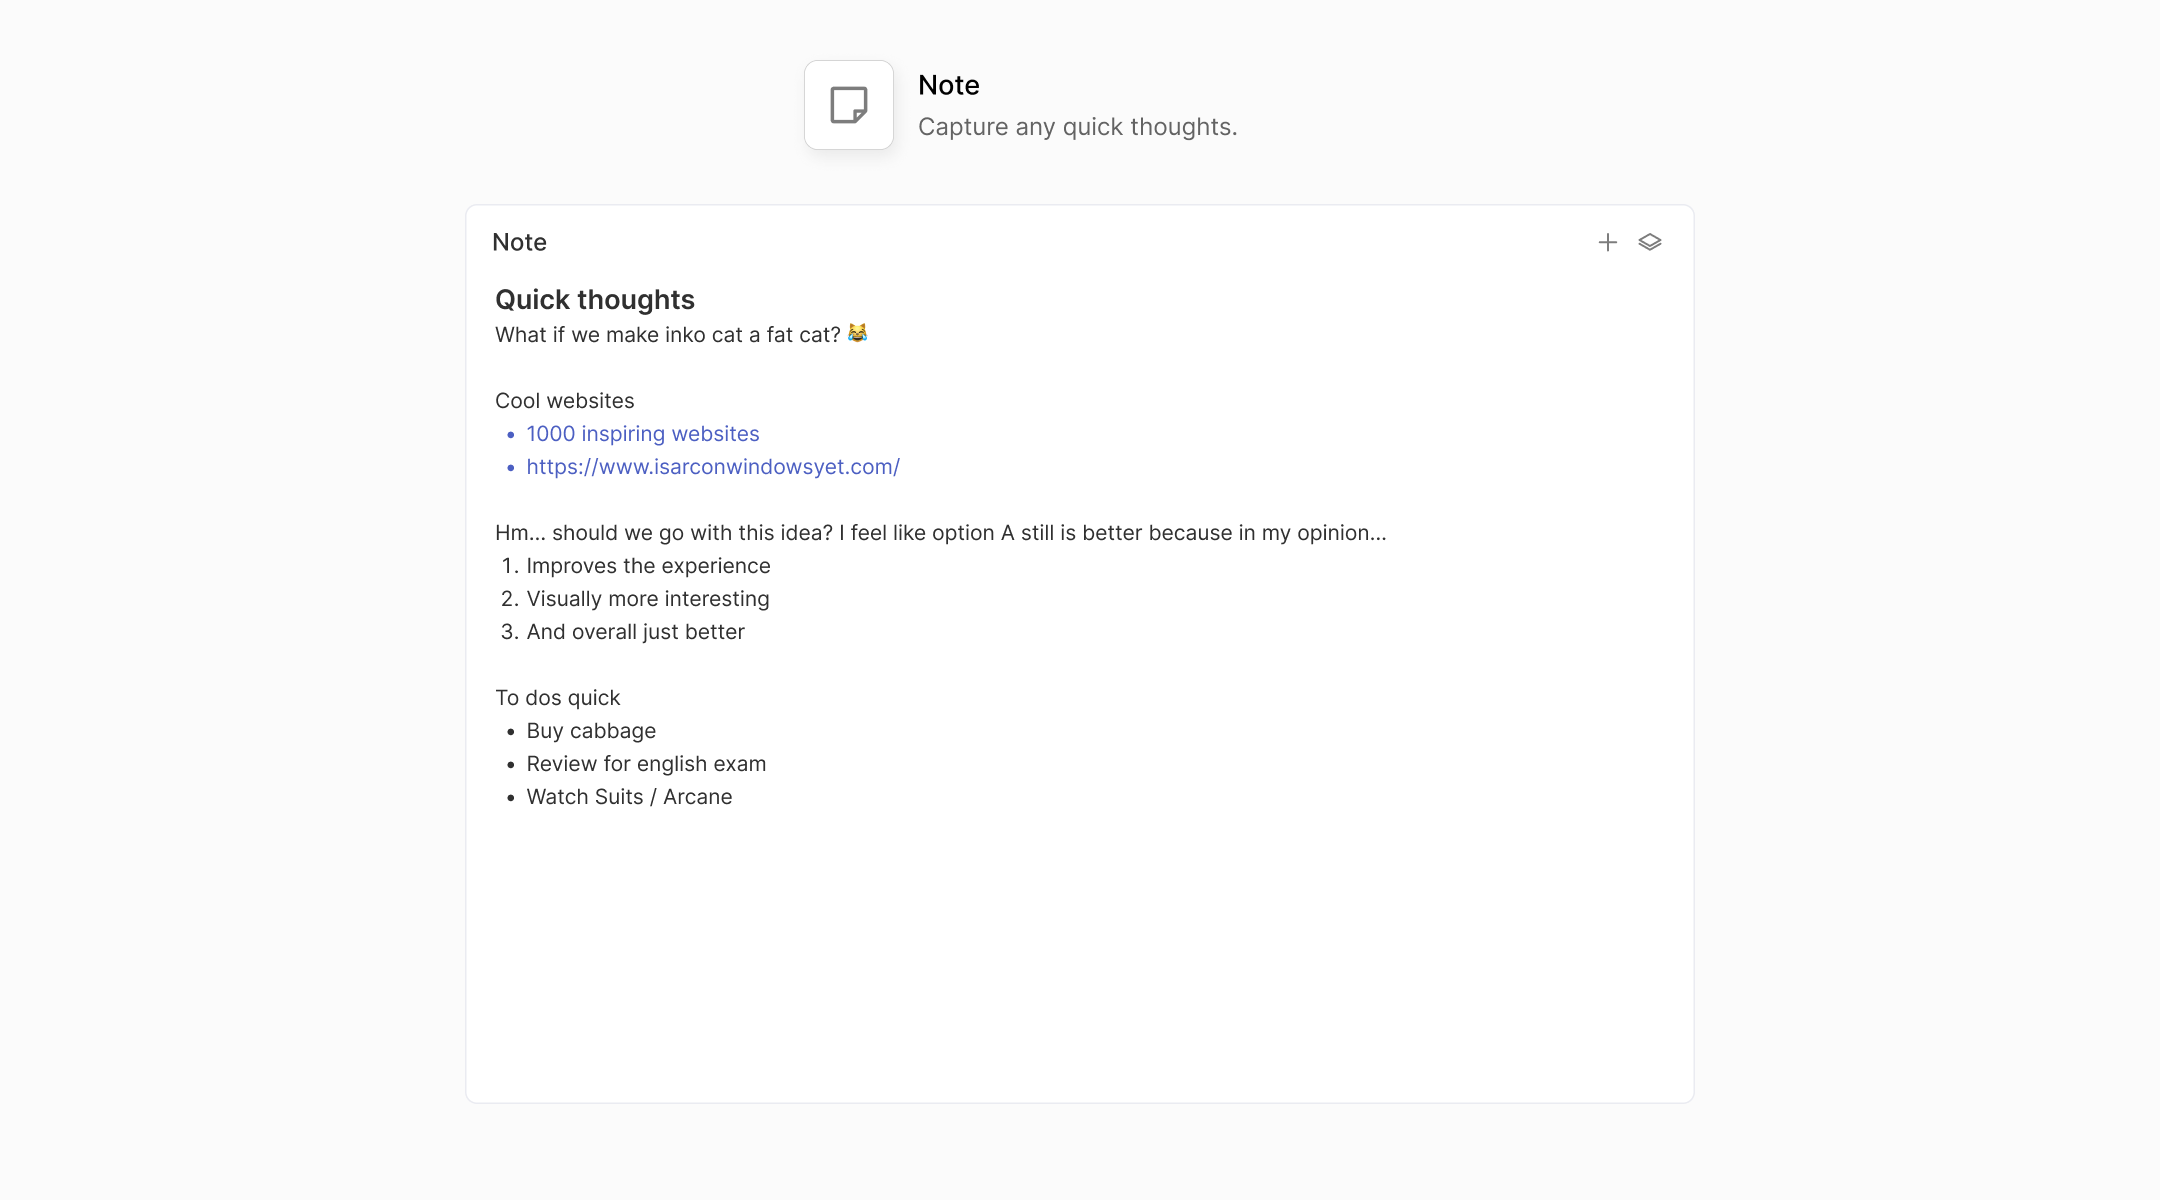 Note
Capture any quick thoughts.
Note
Quick thoughts
What if we make inko cat a fat cat? 😹
Cool websites
• 1000 inspiring websites
• https://www.isarconwindowsyet.com/
Hm... should we go with this idea? I feel like option A still is better because in my opinion...
1. Improves the experience
2. Visually more interesting
3. And overall just better
To dos quick
• Buy cabbage
• Review for english exam
• Watch Suits / Arcane